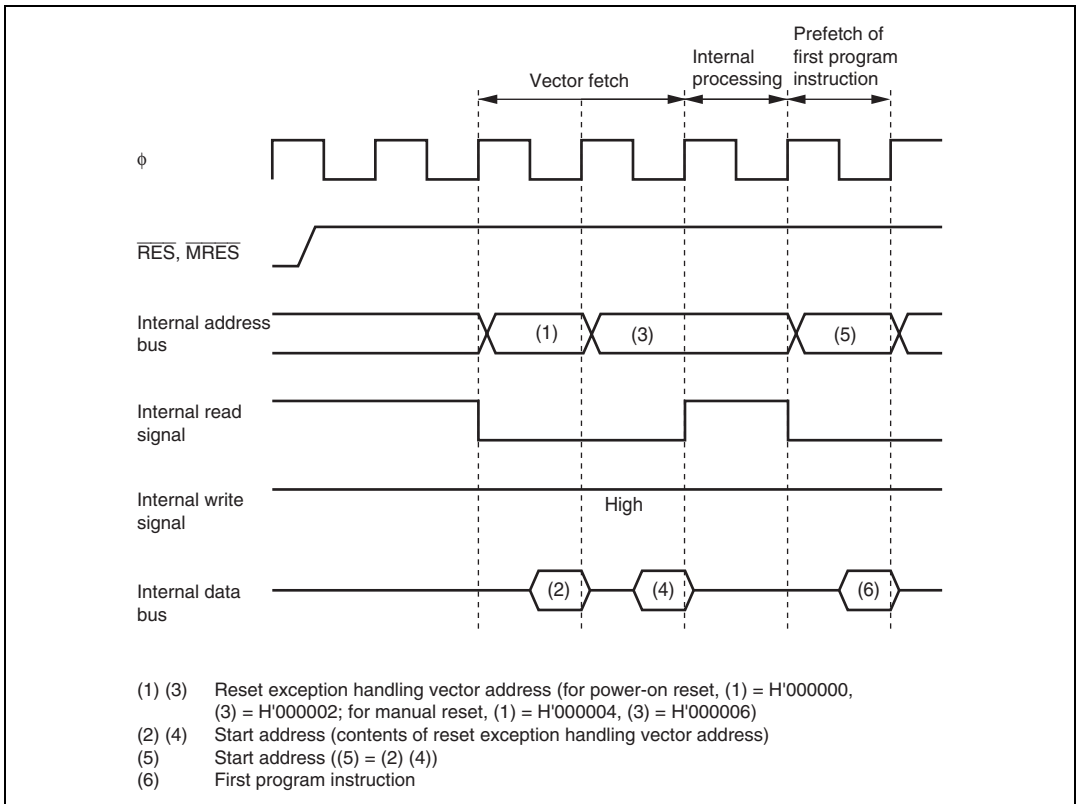 Prefetch of
first program
instruction
Internal
processing
Vector fetch
φ
RES, MRES
Internal address
bus
(1)
(3)
(5)
Internal read
signal
Internal write
signal
High
Internal data
bus
(2)
(4)
(6)
(1) (3) Reset exception handling vector address (for power-on reset, (1) = H'000000,
(3) = H'000002; for manual reset, (1) = H'000004, (3) = H'000006)
(2) (4) Start address (contents of reset exception handling vector address)
(5) Start address ((5) = (2) (4))
(6) First program instruction